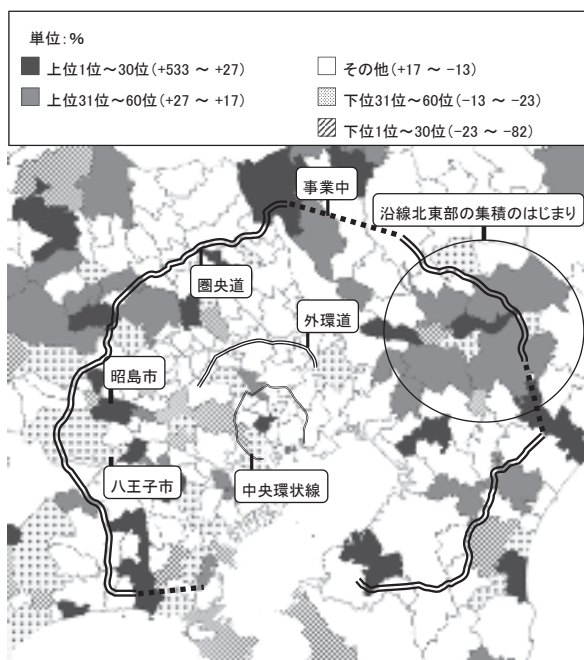 単位：%
上位1位～30位(+533 ～ +27)
上位31位～60位(+27 ～ +17)
その他(+17 ～ -13)
下位31位～60位(-13 ～ -23)
下位1位～30位(-23 ～ -82)
事業中
沿線北東部の集積のはじまり
圏央道
外環道
昭島市
八王子市
中央環状線